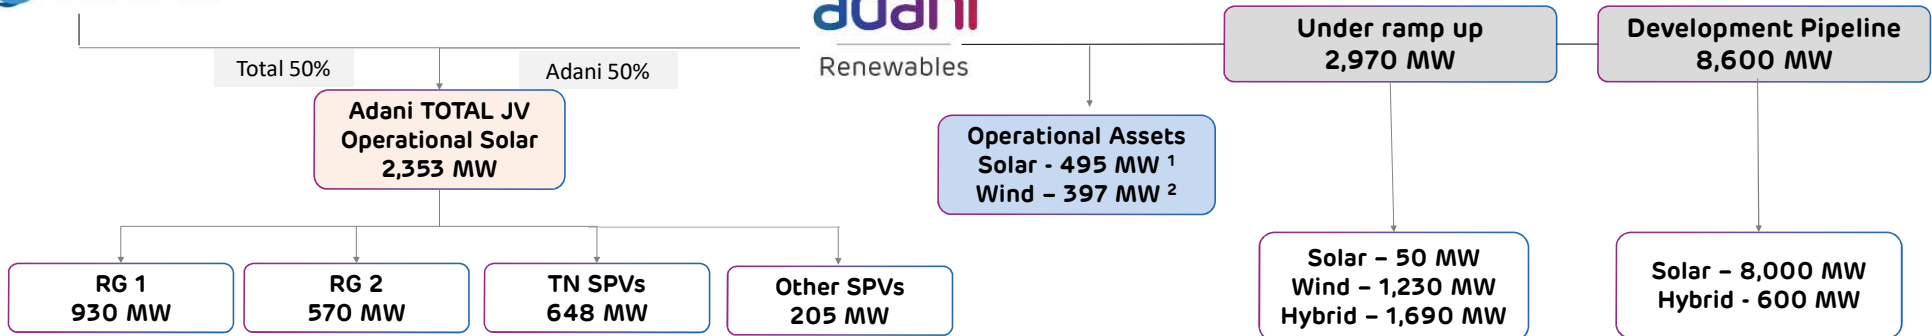 adani
Renewables
Total 50%
Adani 50%
Adani TOTAL JV
Operational Solar
2,353 MW
RG 1
930 MW
RG 2
570 MW
TN SPVs
648 MW
Other SPVs
205 MW
Operational Assets
Solar - 495 MW ¹
Wind – 397 MW ²
Under ramp up
2,970 MW
Solar – 50 MW
Wind – 1,230 MW
Hybrid – 1,690 MW
Development Pipeline
8,600 MW
Solar – 8,000 MW
Hybrid - 600 MW